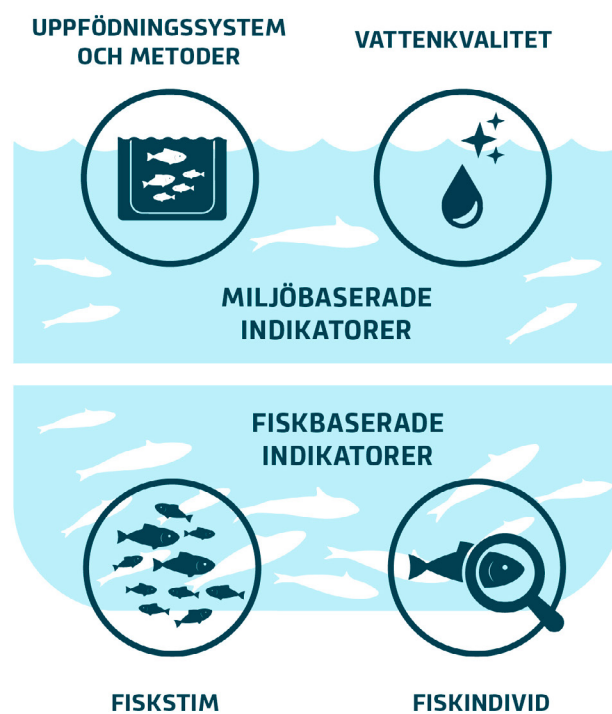 UPPFÖDNINGSSYSTEM
OCH METODER
VATTENKVALITET
MILJÖBASERADE
INDIKATORER
FISKBASERADE
INDIKATORER
FISKSTIM
FISKINDIVID